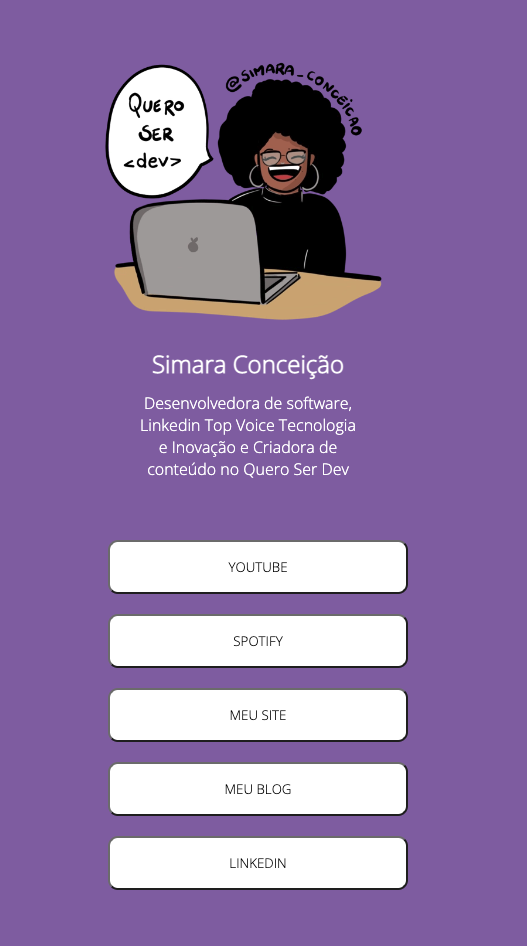 @SIMARA_CONCEIÇÃO
QUERO
SER
<dev>
Simara Conceição
Desenvolvedora de software,
Linkedin Top Voice Tecnologia
e Inovação e Criadora de
conteúdo no Quero Ser Dev
YOUTUBE
SPOTIFY
MEU SITE
MEU BLOG
LINKEDIN